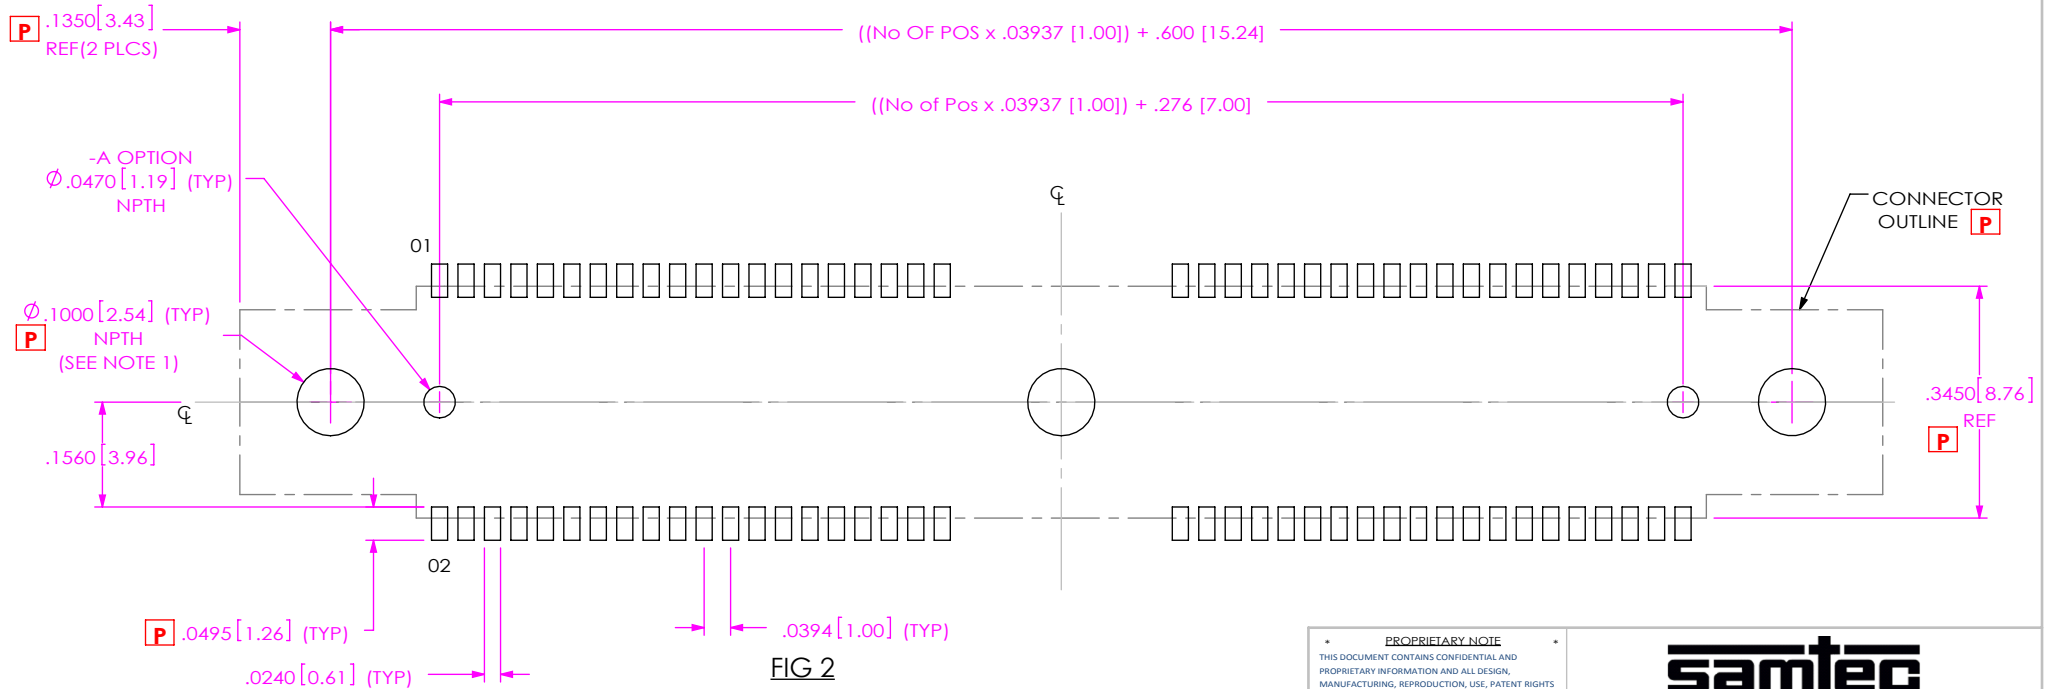 P .1350[3.43]
REF(2 PLCS)
((No OF POS x .03937 [1.00]) + .600 [15.24]
((No of Pos x .03937 [1.00]) + .276 [7.00]
-A OPTION
Ø.0470[1.19] (TYP)
NPTH
℄
CONNECTOR
OUTLINE P
01
Ø.1000[2.54] (TYP)
P NPTH
(SEE NOTE 1)
℄
.3450[8.76]
REF
P
.1560[3.96]
02
P .0495[1.26] (TYP)
.0394[1.00] (TYP)
.0240[0.61] (TYP)
FIG 2
* PROPRIETARY NOTE *
THIS DOCUMENT CONTAINS CONFIDENTIAL AND
PROPRIETARY INFORMATION AND ALL DESIGN,
MANUFACTURING, REPRODUCTION, USE, PATENT RIGHTS
samtec